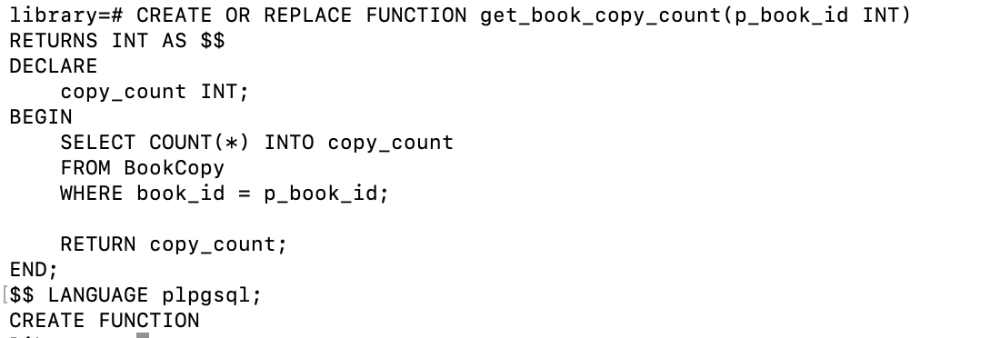 library=# CREATE OR REPLACE FUNCTION get_book_copy_count(p_book_id INT)
RETURNS INT AS $$
DECLARE
    copy_count INT;
BEGIN
    SELECT COUNT(*) INTO copy_count
    FROM BookCopy
    WHERE book_id = p_book_id;

    RETURN copy_count;
END;
[$$ LANGUAGE plpgsql;
CREATE FUNCTION